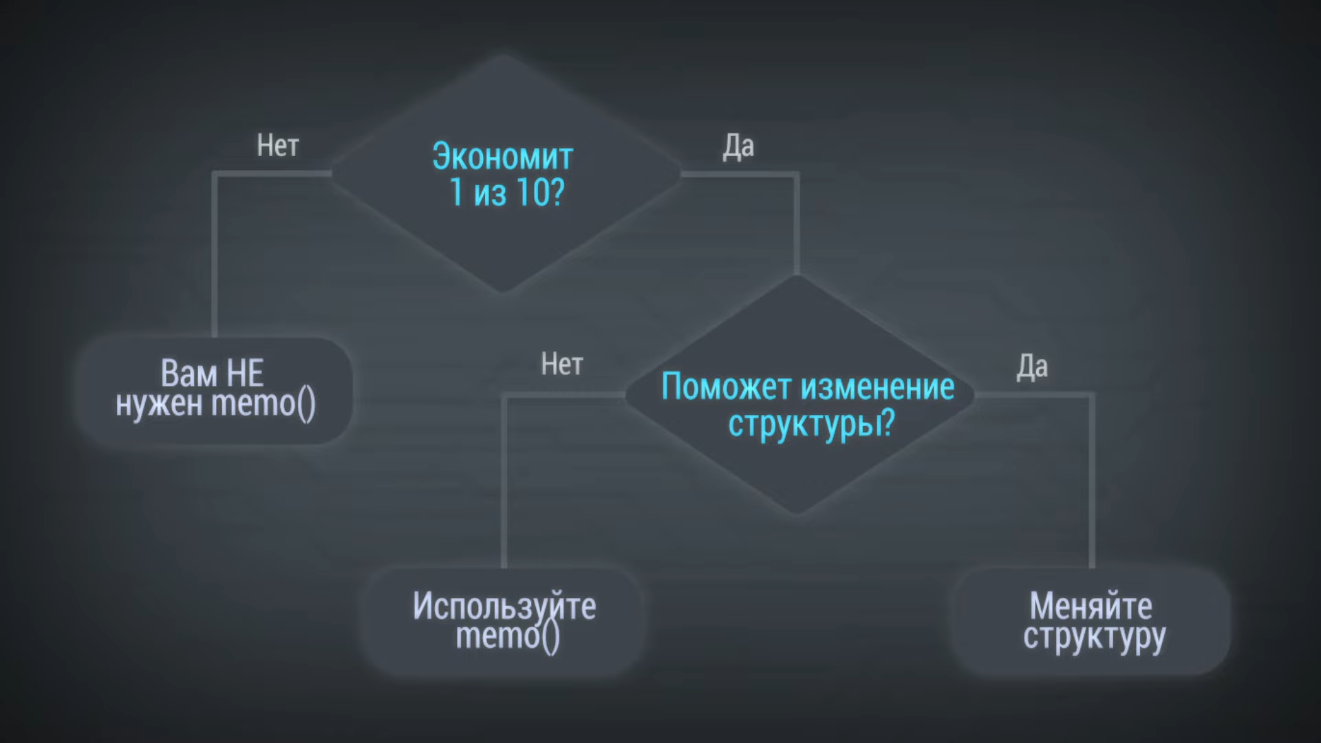 Нет
Экономит
1 из 10?
Да
Вам НЕ
нужен memo()
Нет
Поможет изменение
структуры?
Да
Используйте
memo()
Меняйте
структуру